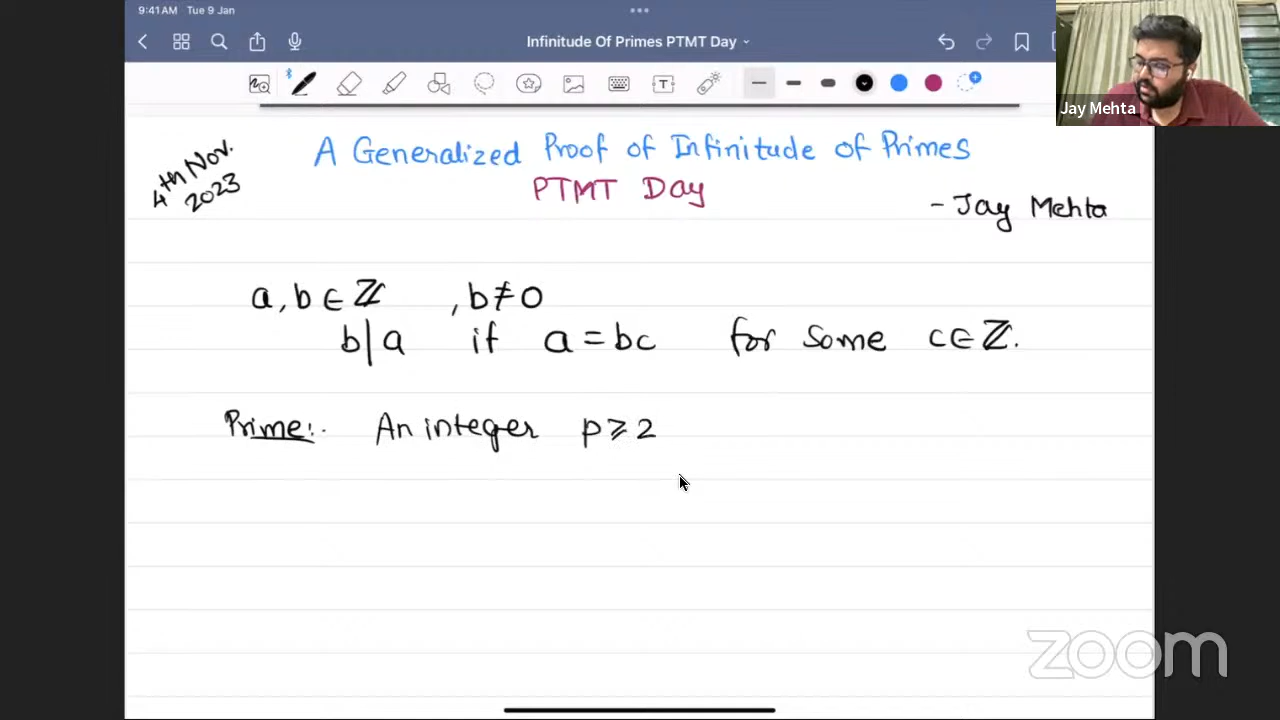 9:41 AM Tue 9 Jan
Infinitude Of Primes PTMT Day
Jay Mehta
4th Nov. 2023
A Generalized Proof of Infinitude of Primes
PTMT Day
- Jay Mehta
a, b ∈ ℤ , b ≠ 0
b | a if a = bc for some c ∈ ℤ.
Prime:. An integer p ⩾ 2
zoom